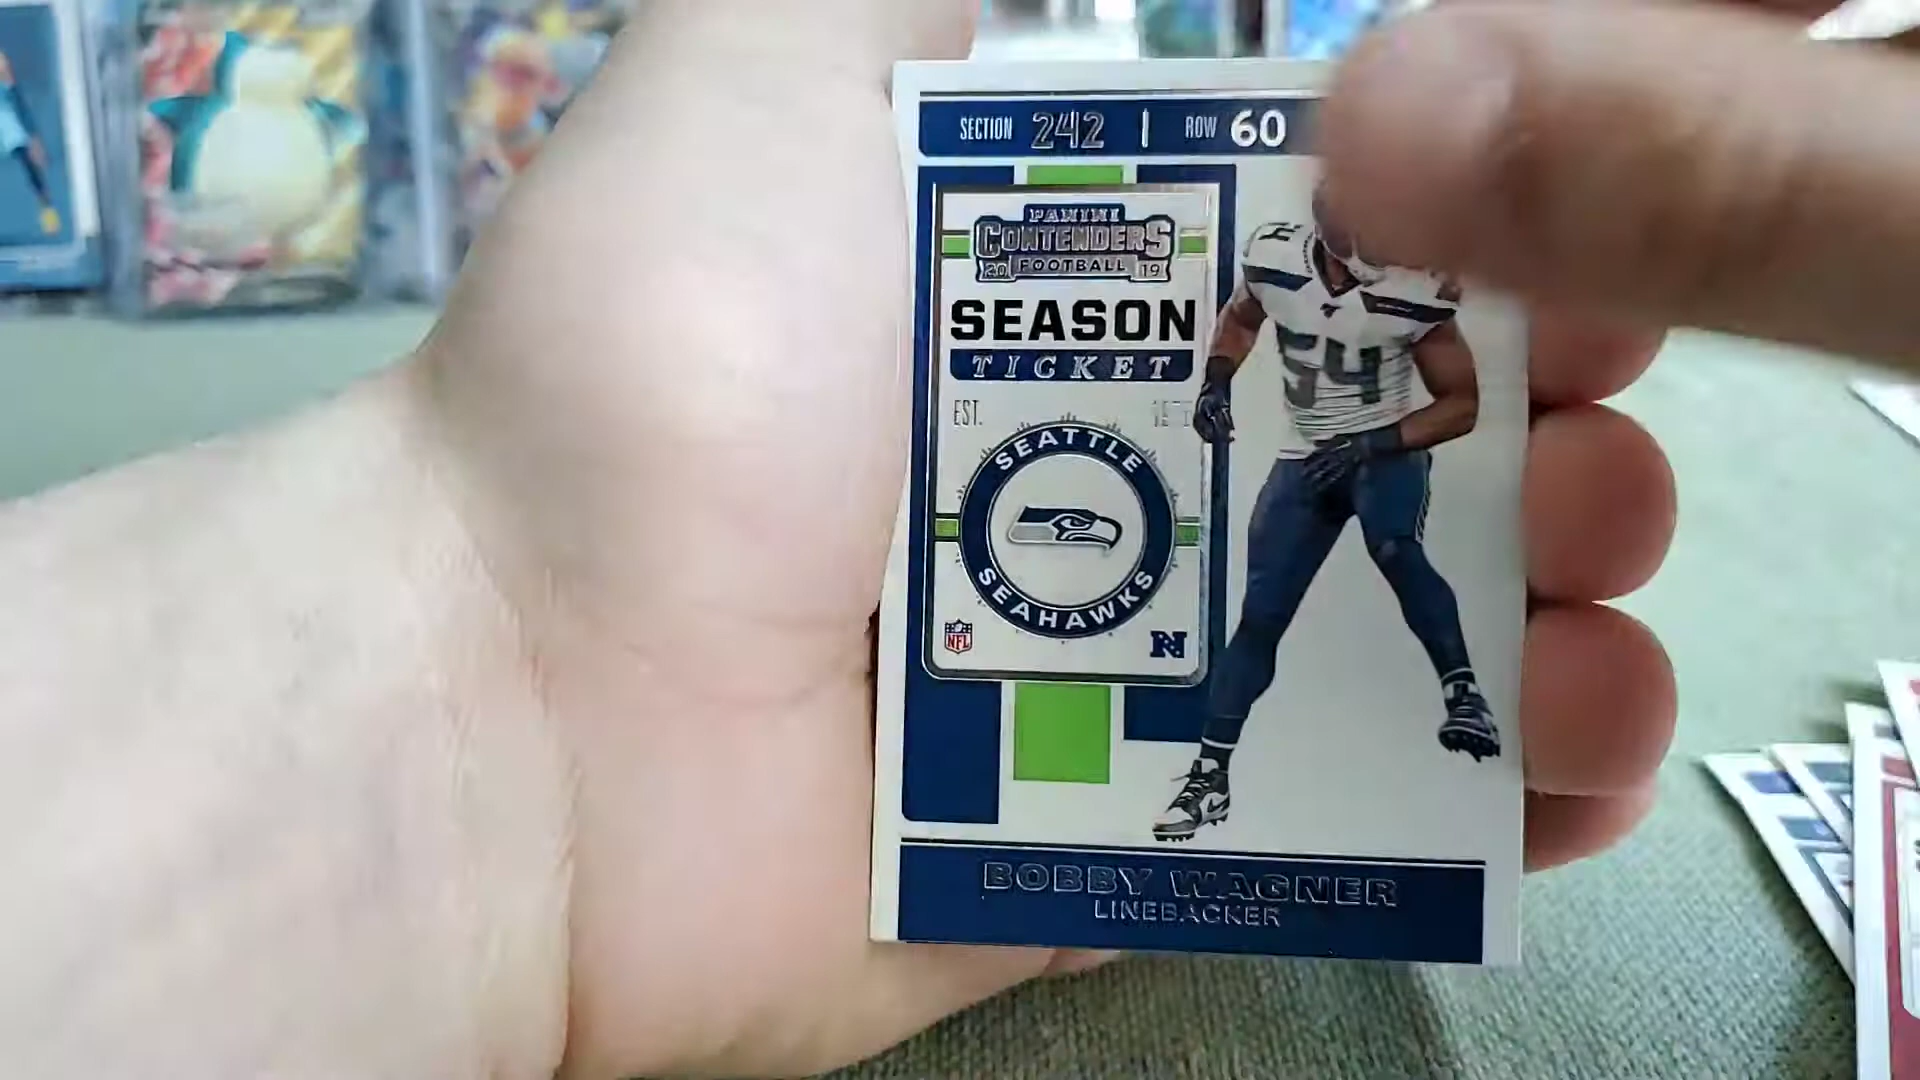 SECTION 242 | ROW 60
PANINI
CONTENDERS
20 FOOTBALL 19
SEASON
TICKET
EST.
SEATTLE
SEAHAWKS
NFL
N
54
BOBBY WAGNER
LINEBACKER